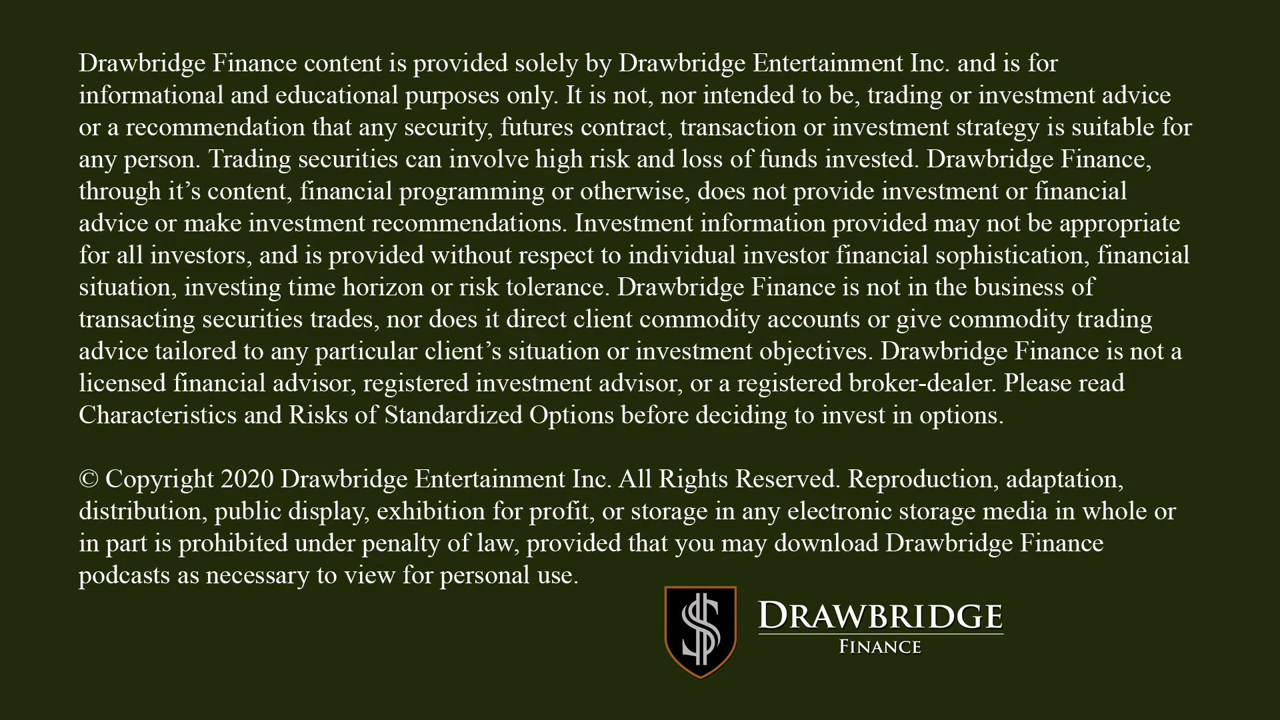 Drawbridge Finance content is provided solely by Drawbridge Entertainment Inc. and is for
informational and educational purposes only. It is not, nor intended to be, trading or investment advice
or a recommendation that any security, futures contract, transaction or investment strategy is suitable for
any person. Trading securities can involve high risk and loss of funds invested. Drawbridge Finance,
through it’s content, financial programming or otherwise, does not provide investment or financial
advice or make investment recommendations. Investment information provided may not be appropriate
for all investors, and is provided without respect to individual investor financial sophistication, financial
situation, investing time horizon or risk tolerance. Drawbridge Finance is not in the business of
transacting securities trades, nor does it direct client commodity accounts or give commodity trading
advice tailored to any particular client’s situation or investment objectives. Drawbridge Finance is not a
licensed financial advisor, registered investment advisor, or a registered broker-dealer. Please read
Characteristics and Risks of Standardized Options before deciding to invest in options.
© Copyright 2020 Drawbridge Entertainment Inc. All Rights Reserved. Reproduction, adaptation,
distribution, public display, exhibition for profit, or storage in any electronic storage media in whole or
in part is prohibited under penalty of law, provided that you may download Drawbridge Finance
podcasts as necessary to view for personal use.
$ DRAWBRIDGE
FINANCE